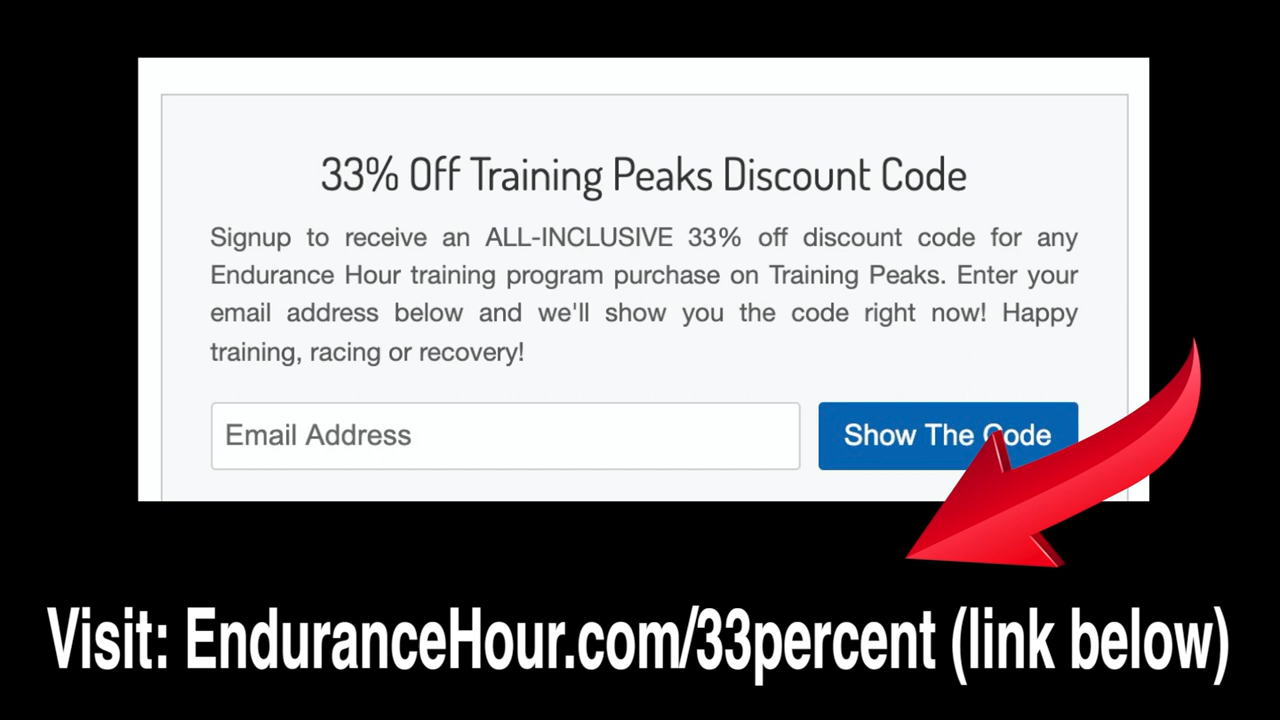 33% Off Training Peaks Discount Code
Signup to receive an ALL-INCLUSIVE 33% off discount code for any
Endurance Hour training program purchase on Training Peaks. Enter your
email address below and we'll show you the code right now! Happy
training, racing or recovery!
Email Address
Show The Code
Visit: EnduranceHour.com/33percent (link below)